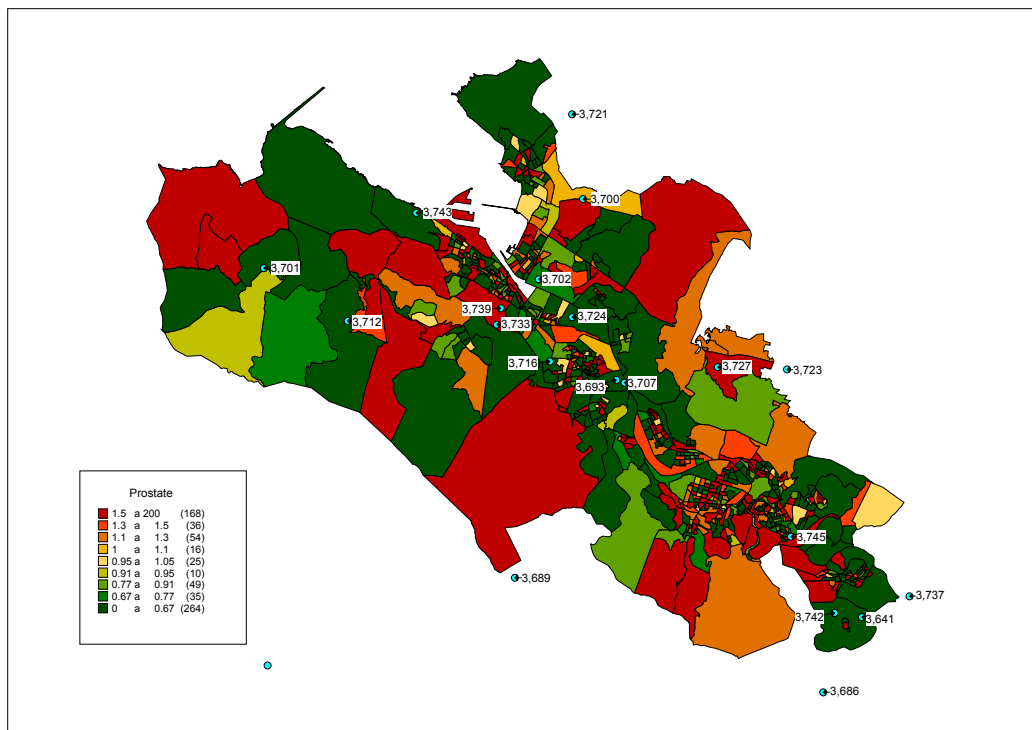 3,721
3,700
3,743
3,701
3,702
3,739
3,712
3,733
3,724
3,716
3,727
3,723
3,693
3,707
Prostate
1.5 a 200 (168)
1.3 a 1.5 (36)
1.1 a 1.3 (54)
1 a 1.1 (16)
0.95 a 1.05 (25)
0.91 a 0.95 (10)
0.77 a 0.91 (49)
0.67 a 0.77 (35)
0 a 0.67 (264)
3,745
3,689
3,737
3,742
3,641
3,686